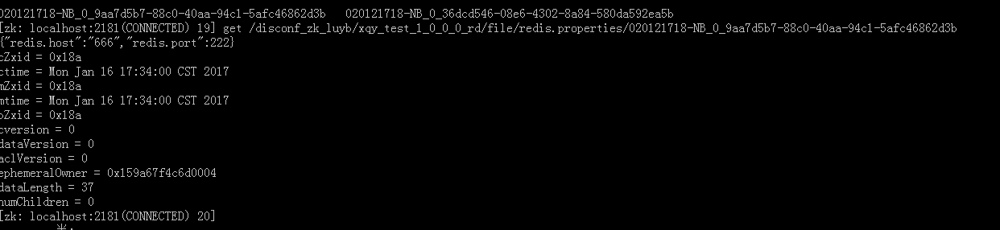 020121718-NB_0_9aa7d5b7-88c0-40aa-94c1-5afc46862d3b   020121718-NB_0_36dcd546-08e6-4302-8a84-580da592ea5b
[zk: localhost:2181(CONNECTED) 19] get /disconf_zk_luyb/xqy_test_1_0_0_0_rd/file/redis.properties/020121718-NB_0_9aa7d5b7-88c0-40aa-94c1-5afc46862d3b
{"redis.host":"666","redis.port":222}
cZxid = 0x18a
ctime = Mon Jan 16 17:34:00 CST 2017
mZxid = 0x18a
mtime = Mon Jan 16 17:34:00 CST 2017
pZxid = 0x18a
cversion = 0
dataVersion = 0
aclVersion = 0
ephemeralOwner = 0x159a67f4c6d0004
dataLength = 37
numChildren = 0
[zk: localhost:2181(CONNECTED) 20]